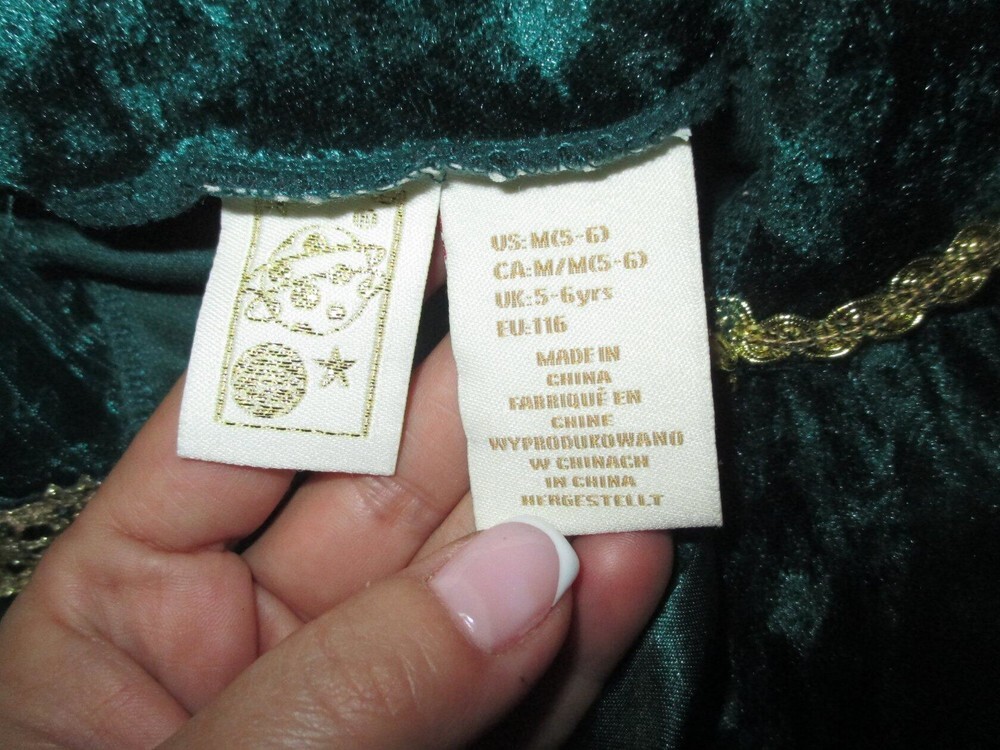 US:M(5-6)
CA:M/M(5-6)
UK:5-6yrs
EU:116
MADE IN
CHINA
FABRIQUÉ EN
CHINE
WYPRODUKOWANO
W CHINACH
IN CHINA
HERGESTELLT